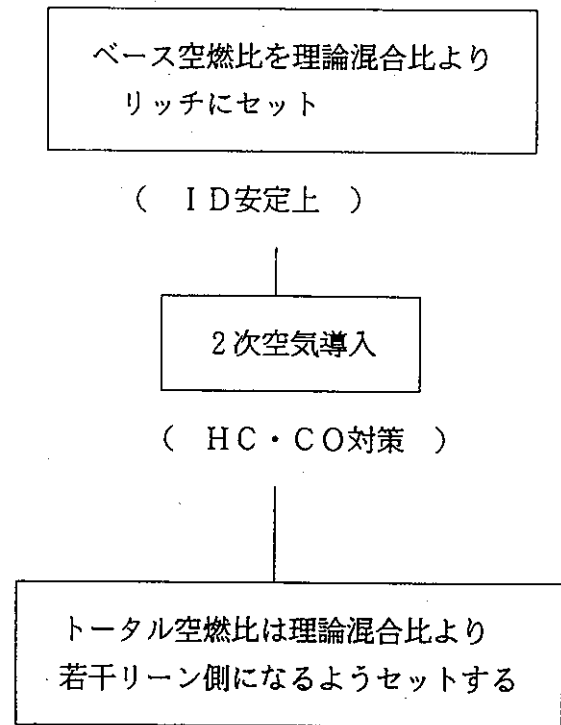 ベース空燃比を理論混合比より
リッチにセット
( ID安定上 )
2次空気導入
( HC・CO対策 )
トータル空燃比は理論混合比より
若干リーン側になるようセットする